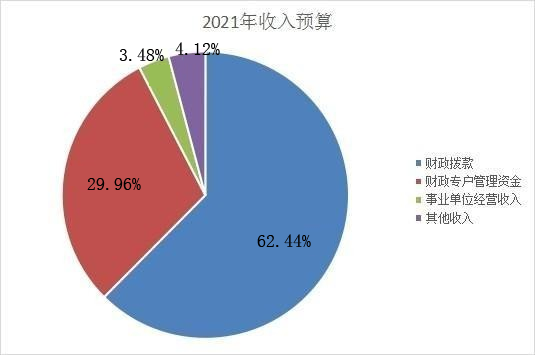 2021年收入预算
3.48%
4.12%
29.96%
62.44%
财政拨款
财政专户管理资金
事业单位经营收入
其他收入